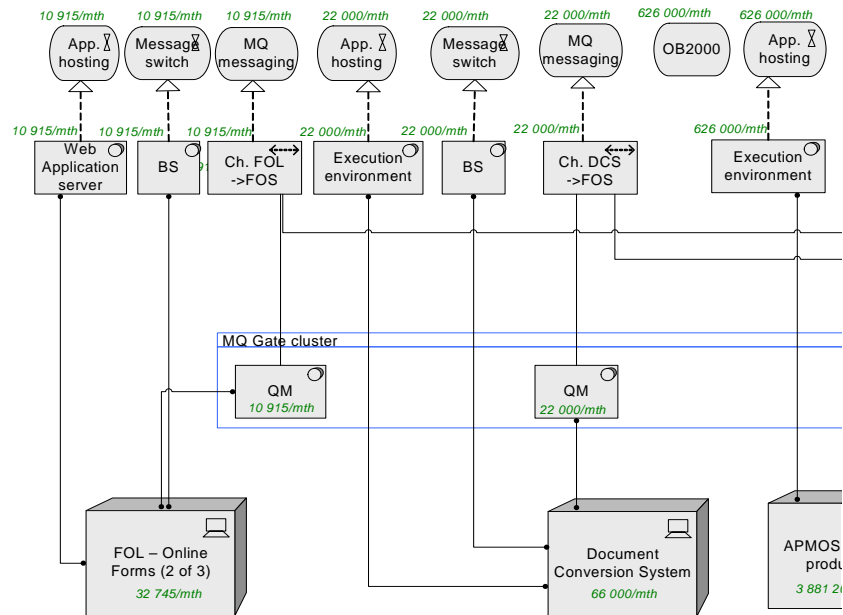 10 915/mth
10 915/mth
10 915/mth
22 000/mth
22 000/mth
22 000/mth
626 000/mth
626 000/mth
App.
hosting
Message
switch
MQ
messaging
App.
hosting
Message
switch
MQ
messaging
OB2000
App.
hosting
10 915/mth
10 915/mth
10 915/mth
22 000/mth
22 000/mth
22 000/mth
626 000/mth
Web
Application
server
BS
Ch. FOL
->FOS
Execution
environment
BS
Ch. DCS
->FOS
Execution
environment
MQ Gate cluster
QM
10 915/mth
QM
22 000/mth
FOL – Online
Forms (2 of 3)
32 745/mth
Document
Conversion System
66 000/mth
APMOS
produ
3 881 20